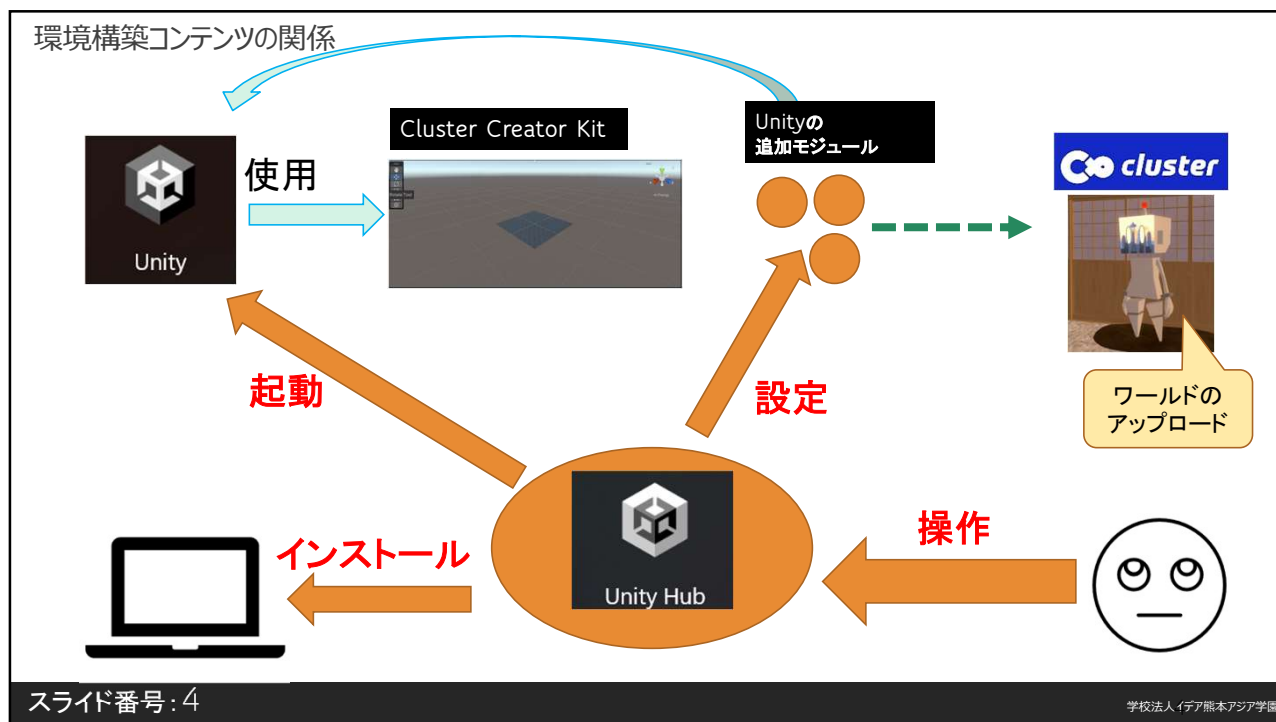 環境構築コンテンツの関係
Cluster Creator Kit
Unityの
追加モジュール
cluster
使用
Unity
起動
設定
ワールドの
アップロード
インストール
Unity Hub
操作
スライド番号:4
学校法人イデア熊本アジア学園